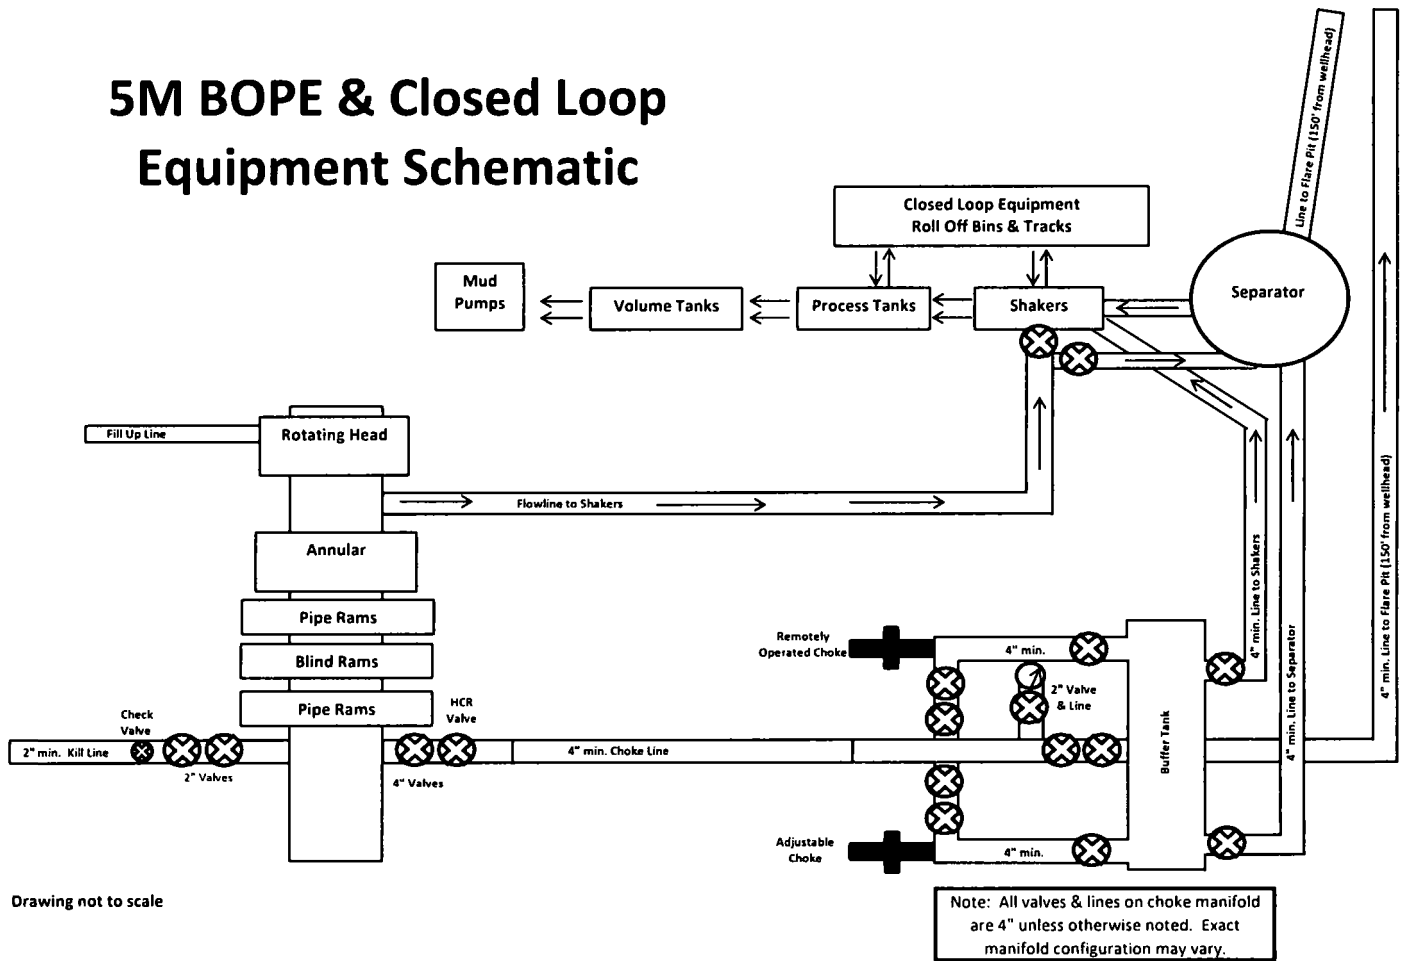 5M BOPE & Closed Loop
Equipment Schematic
Line to Flare Pit (150' from wellhead)
Closed Loop Equipment
Roll Off Bins & Tracks
Mud
Pumps
Volume Tanks
Process Tanks
Shakers
Separator
Fill Up Line
Rotating Head
Flowline to Shakers
Annular
Pipe Rams
Blind Rams
Pipe Rams
Check
Valve
HCR
Valve
2" min. Kill Line
2" Valves
4" Valves
4" min. Choke Line
Remotely
Operated Choke
4" min.
2" Valve
& Line
Buffer Tank
4" min. Line to Shakers
4" min. Line to Separator
4" min. Line to Flare Pit (150' from wellhead)
Adjustable
Choke
4" min.
Drawing not to scale
Note: All valves & lines on choke manifold
are 4" unless otherwise noted. Exact
manifold configuration may vary.